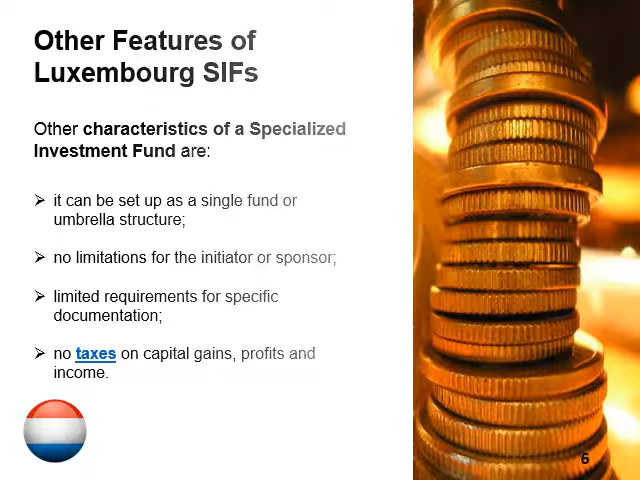 Other Features of
Luxembourg SIFs
Other characteristics of a Specialized
Investment Fund are:
➢ it can be set up as a single fund or
umbrella structure;
➢ no limitations for the initiator or sponsor;
➢ limited requirements for specific
documentation;
➢ no taxes on capital gains, profits and
income.
6